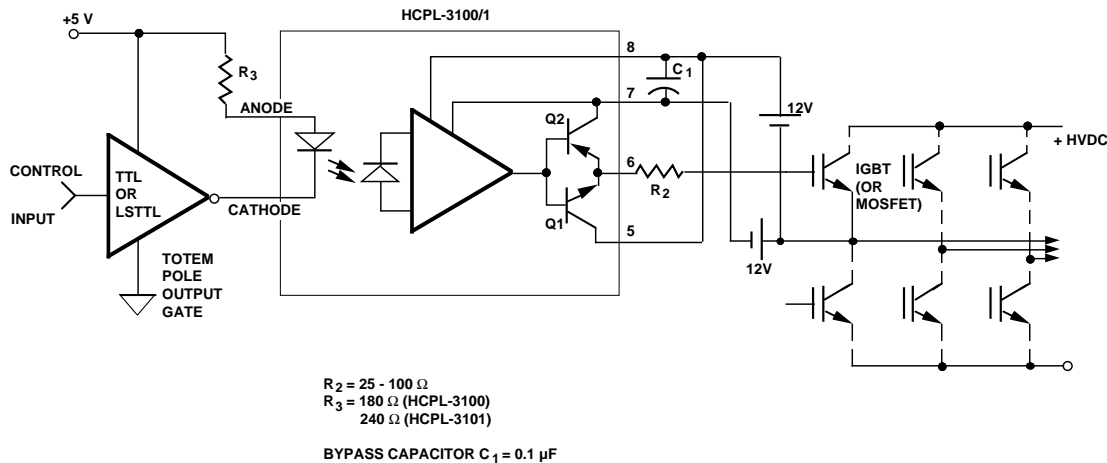 HCPL-3100/1
+5 V
R3
ANODE
CONTROL
INPUT
TTL
OR
LSTTL
CATHODE
TOTEM
POLE
OUTPUT
GATE
8
C1
7
Q2
6
R2
Q1
5
12V
12V
IGBT
(OR
MOSFET)
+ HVDC
R2 = 25 - 100 Ω
R3 = 180 Ω (HCPL-3100)
240 Ω (HCPL-3101)
BYPASS CAPACITOR C1 = 0.1 µF